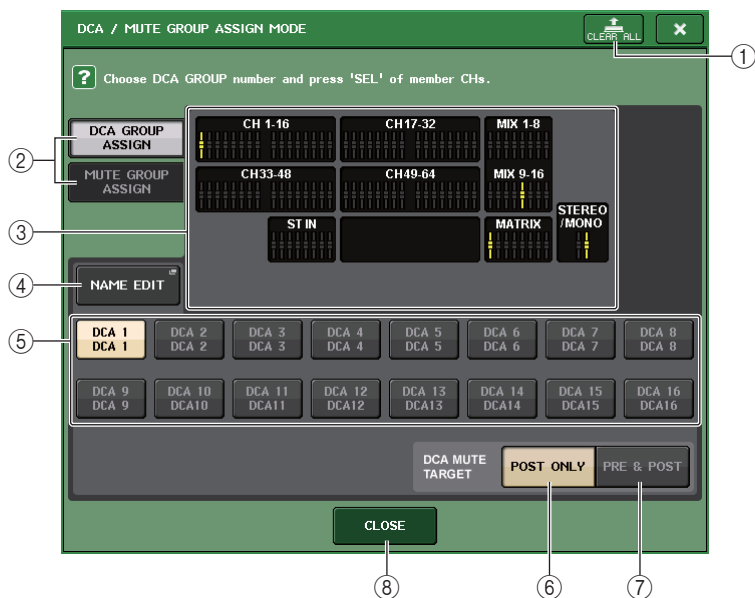 DCA / MUTE GROUP ASSIGN MODE
CLEAR ALL
×
①
? Choose DCA GROUP number and press 'SEL' of member CHs.
DCA GROUP
ASSIGN
②
MUTE GROUP
ASSIGN
③
CH 1-16
CH17-32
MIX 1-8
CH33-48
CH49-64
MIX 9-16
ST IN
MATRIX
STEREO
/MONO
④
NAME EDIT
⑤
DCA 1
DCA 1
DCA 2
DCA 2
DCA 3
DCA 3
DCA 4
DCA 4
DCA 5
DCA 5
DCA 6
DCA 6
DCA 7
DCA 7
DCA 8
DCA 8
DCA 9
DCA 9
DCA 10
DCA10
DCA 11
DCA11
DCA 12
DCA12
DCA 13
DCA13
DCA 14
DCA14
DCA 15
DCA15
DCA 16
DCA16
DCA MUTE
TARGET
POST ONLY
PRE & POST
CLOSE
⑧
⑥
⑦